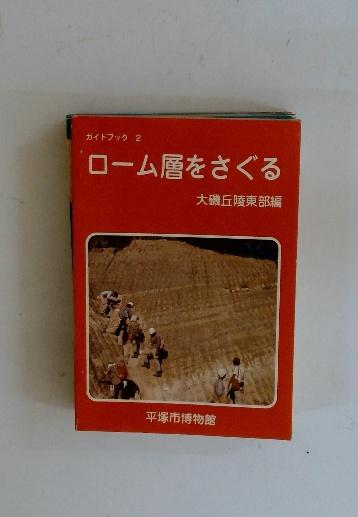 ガイドブック 2
ローム層をさぐる
大磯丘陵東部編
平塚市博物館